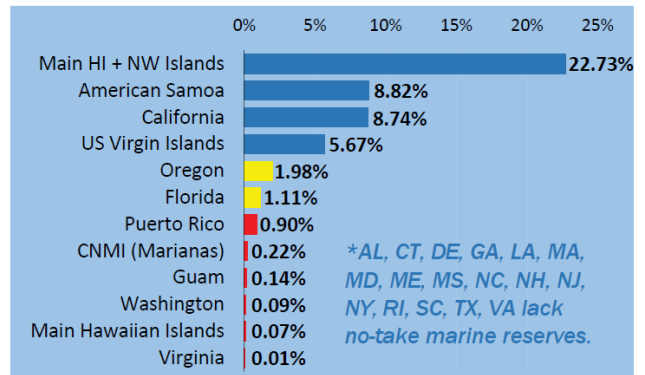 0% 5% 10% 15% 20% 25%
Main HI + NW Islands 22.73%
American Samoa 8.82%
California 8.74%
US Virgin Islands 5.67%
Oregon 1.98%
Florida 1.11%
Puerto Rico 0.90%
CNMI (Marianas) 0.22%
Guam 0.14%
Washington 0.09%
Main Hawaiian Islands 0.07%
Virginia 0.01%
*AL, CT, DE, GA, LA, MA,
MD, ME, MS, NC, NH, NJ,
NY, RI, SC, TX, VA lack
no-take marine reserves.